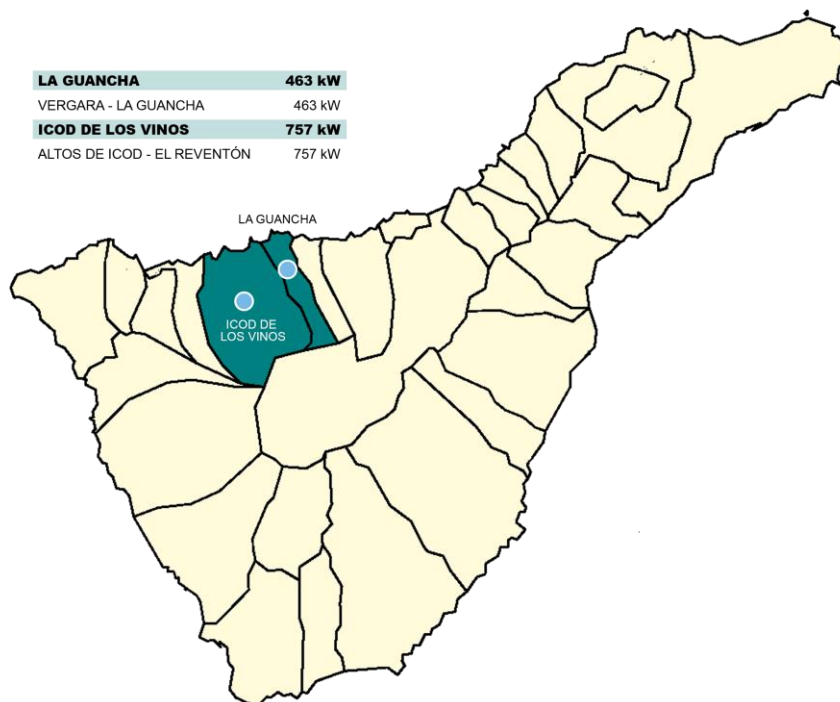 LA GUANCHA 463 kW
VERGARA - LA GUANCHA 463 kW
ICOD DE LOS VINOS 757 kW
ALTOS DE ICOD - EL REVENTÓN 757 kW
LA GUANCHA
ICOD DE
LOS VINOS